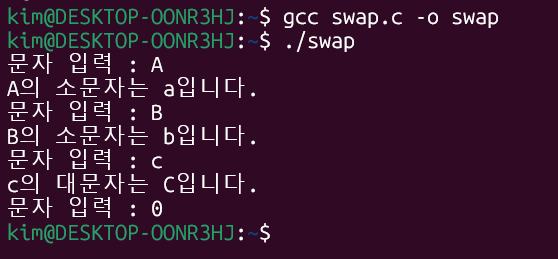 kim@DESKTOP-OONR3HJ:~$ gcc swap.c -o swap
kim@DESKTOP-OONR3HJ:~$ ./swap
문자 입력 : A
A의 소문자는 a입니다.
문자 입력 : B
B의 소문자는 b입니다.
문자 입력 : c
c의 대문자는 C입니다.
문자 입력 : 0
kim@DESKTOP-OONR3HJ:~$